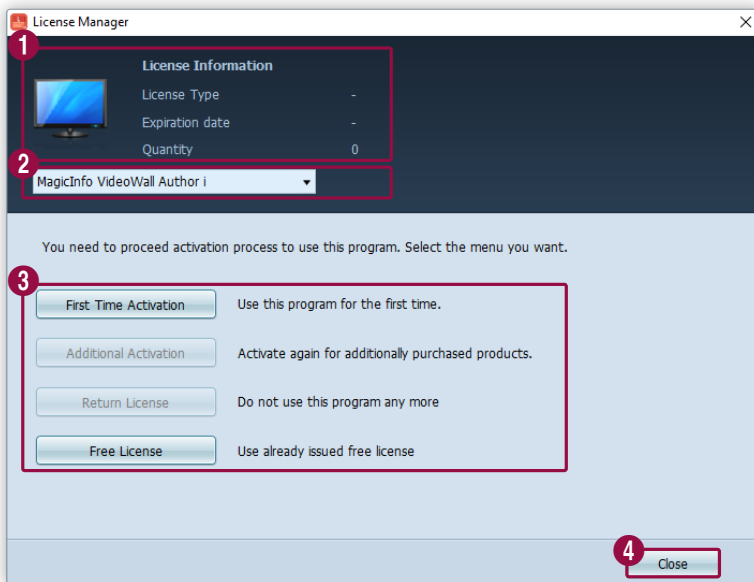 License Manager
1
License Information
License Type -
Expiration date -
Quantity 0
2
MagicInfo VideoWall Author i
You need to proceed activation process to use this program. Select the menu you want.
3
First Time Activation Use this program for the first time.
Additional Activation Activate again for additionally purchased products.
Return License Do not use this program any more
Free License Use already issued free license
4
Close